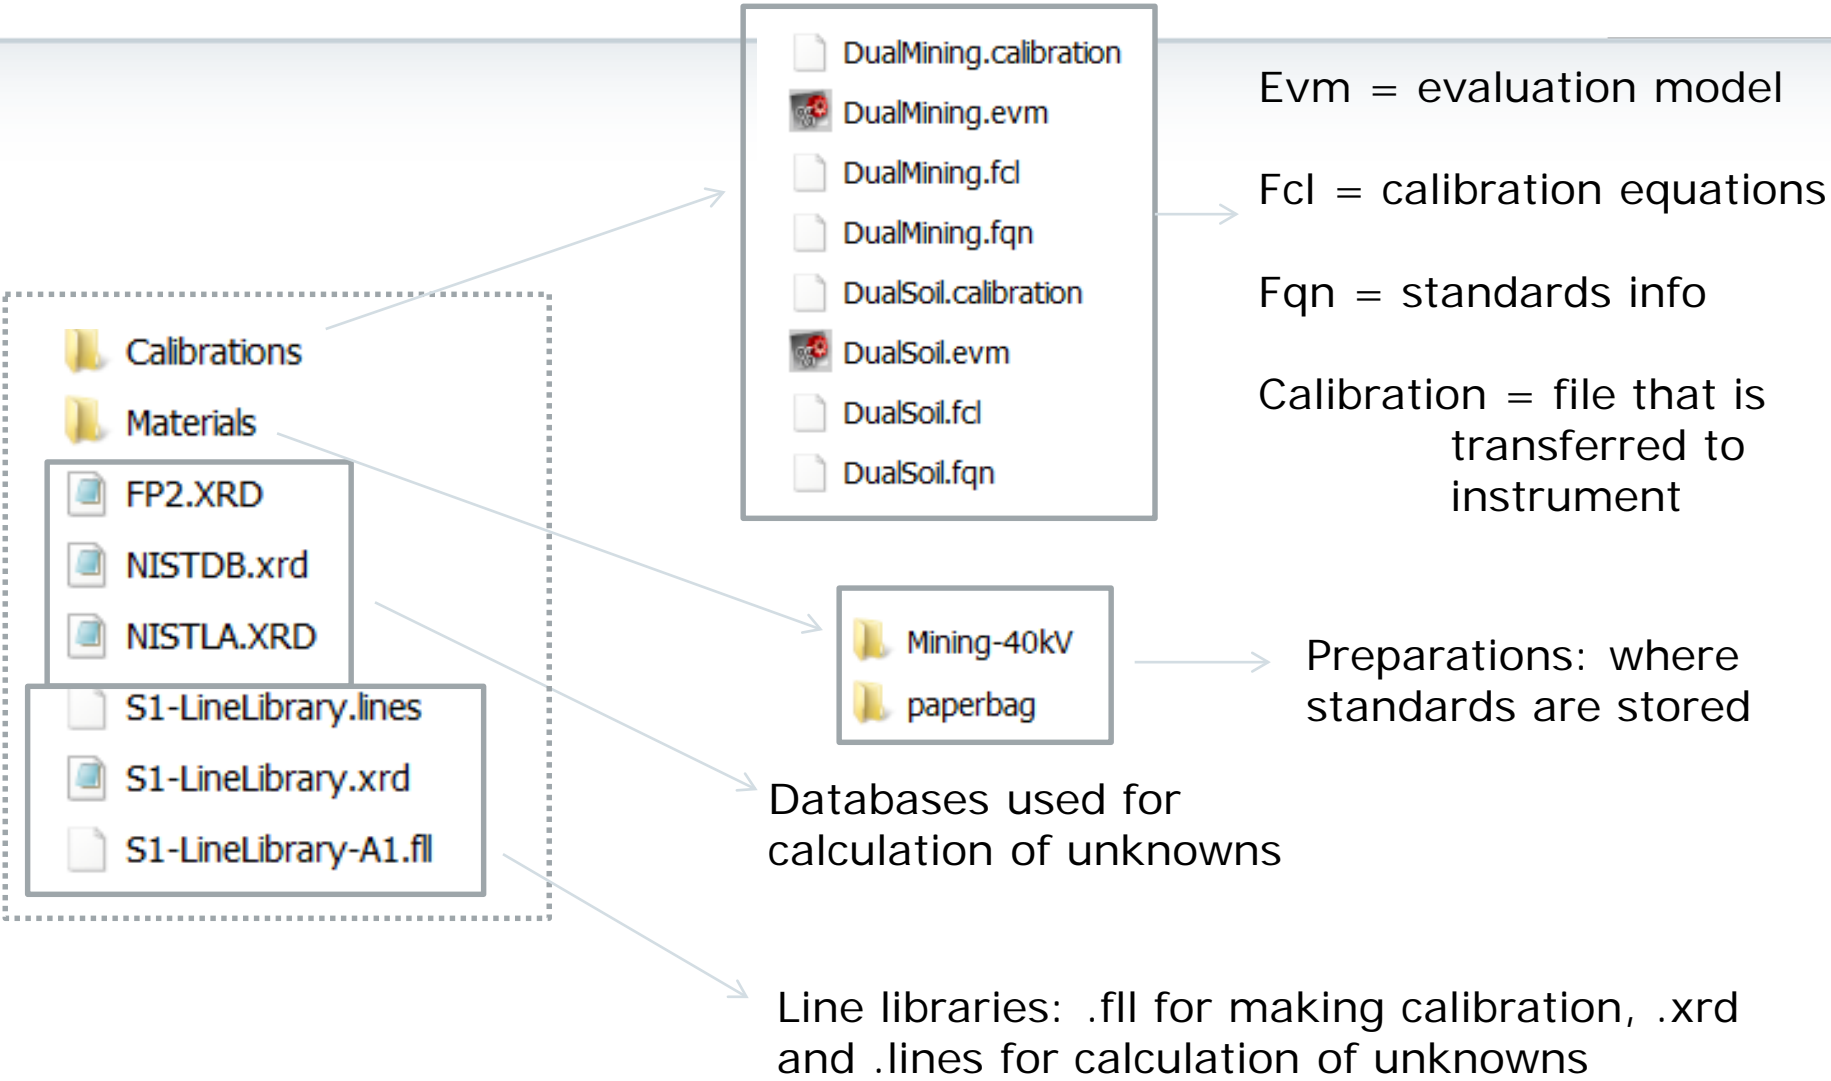 Calibrations
Materials
FP2.XRD
NISTDB.xrd
NISTLA.XRD
S1-LineLibrary.lines
S1-LineLibrary.xrd
S1-LineLibrary-A1.fll
DualMining.calibration
DualMining.evm
DualMining.fcl
DualMining.fqn
DualSoil.calibration
DualSoil.evm
DualSoil.fcl
DualSoil.fqn
Evm = evaluation model
Fcl = calibration equations
Fqn = standards info
Calibration = file that is
transferred to
instrument
Mining-40kV
paperbag
Preparations: where
standards are stored
Databases used for
calculation of unknowns
Line libraries: .fll for making calibration, .xrd
and .lines for calculation of unknowns